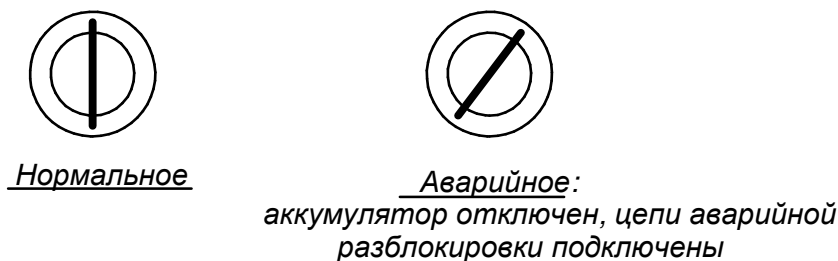 Нормальное
Аварийное:
аккумулятор отключен, цепи аварийной
разблокировки подключены